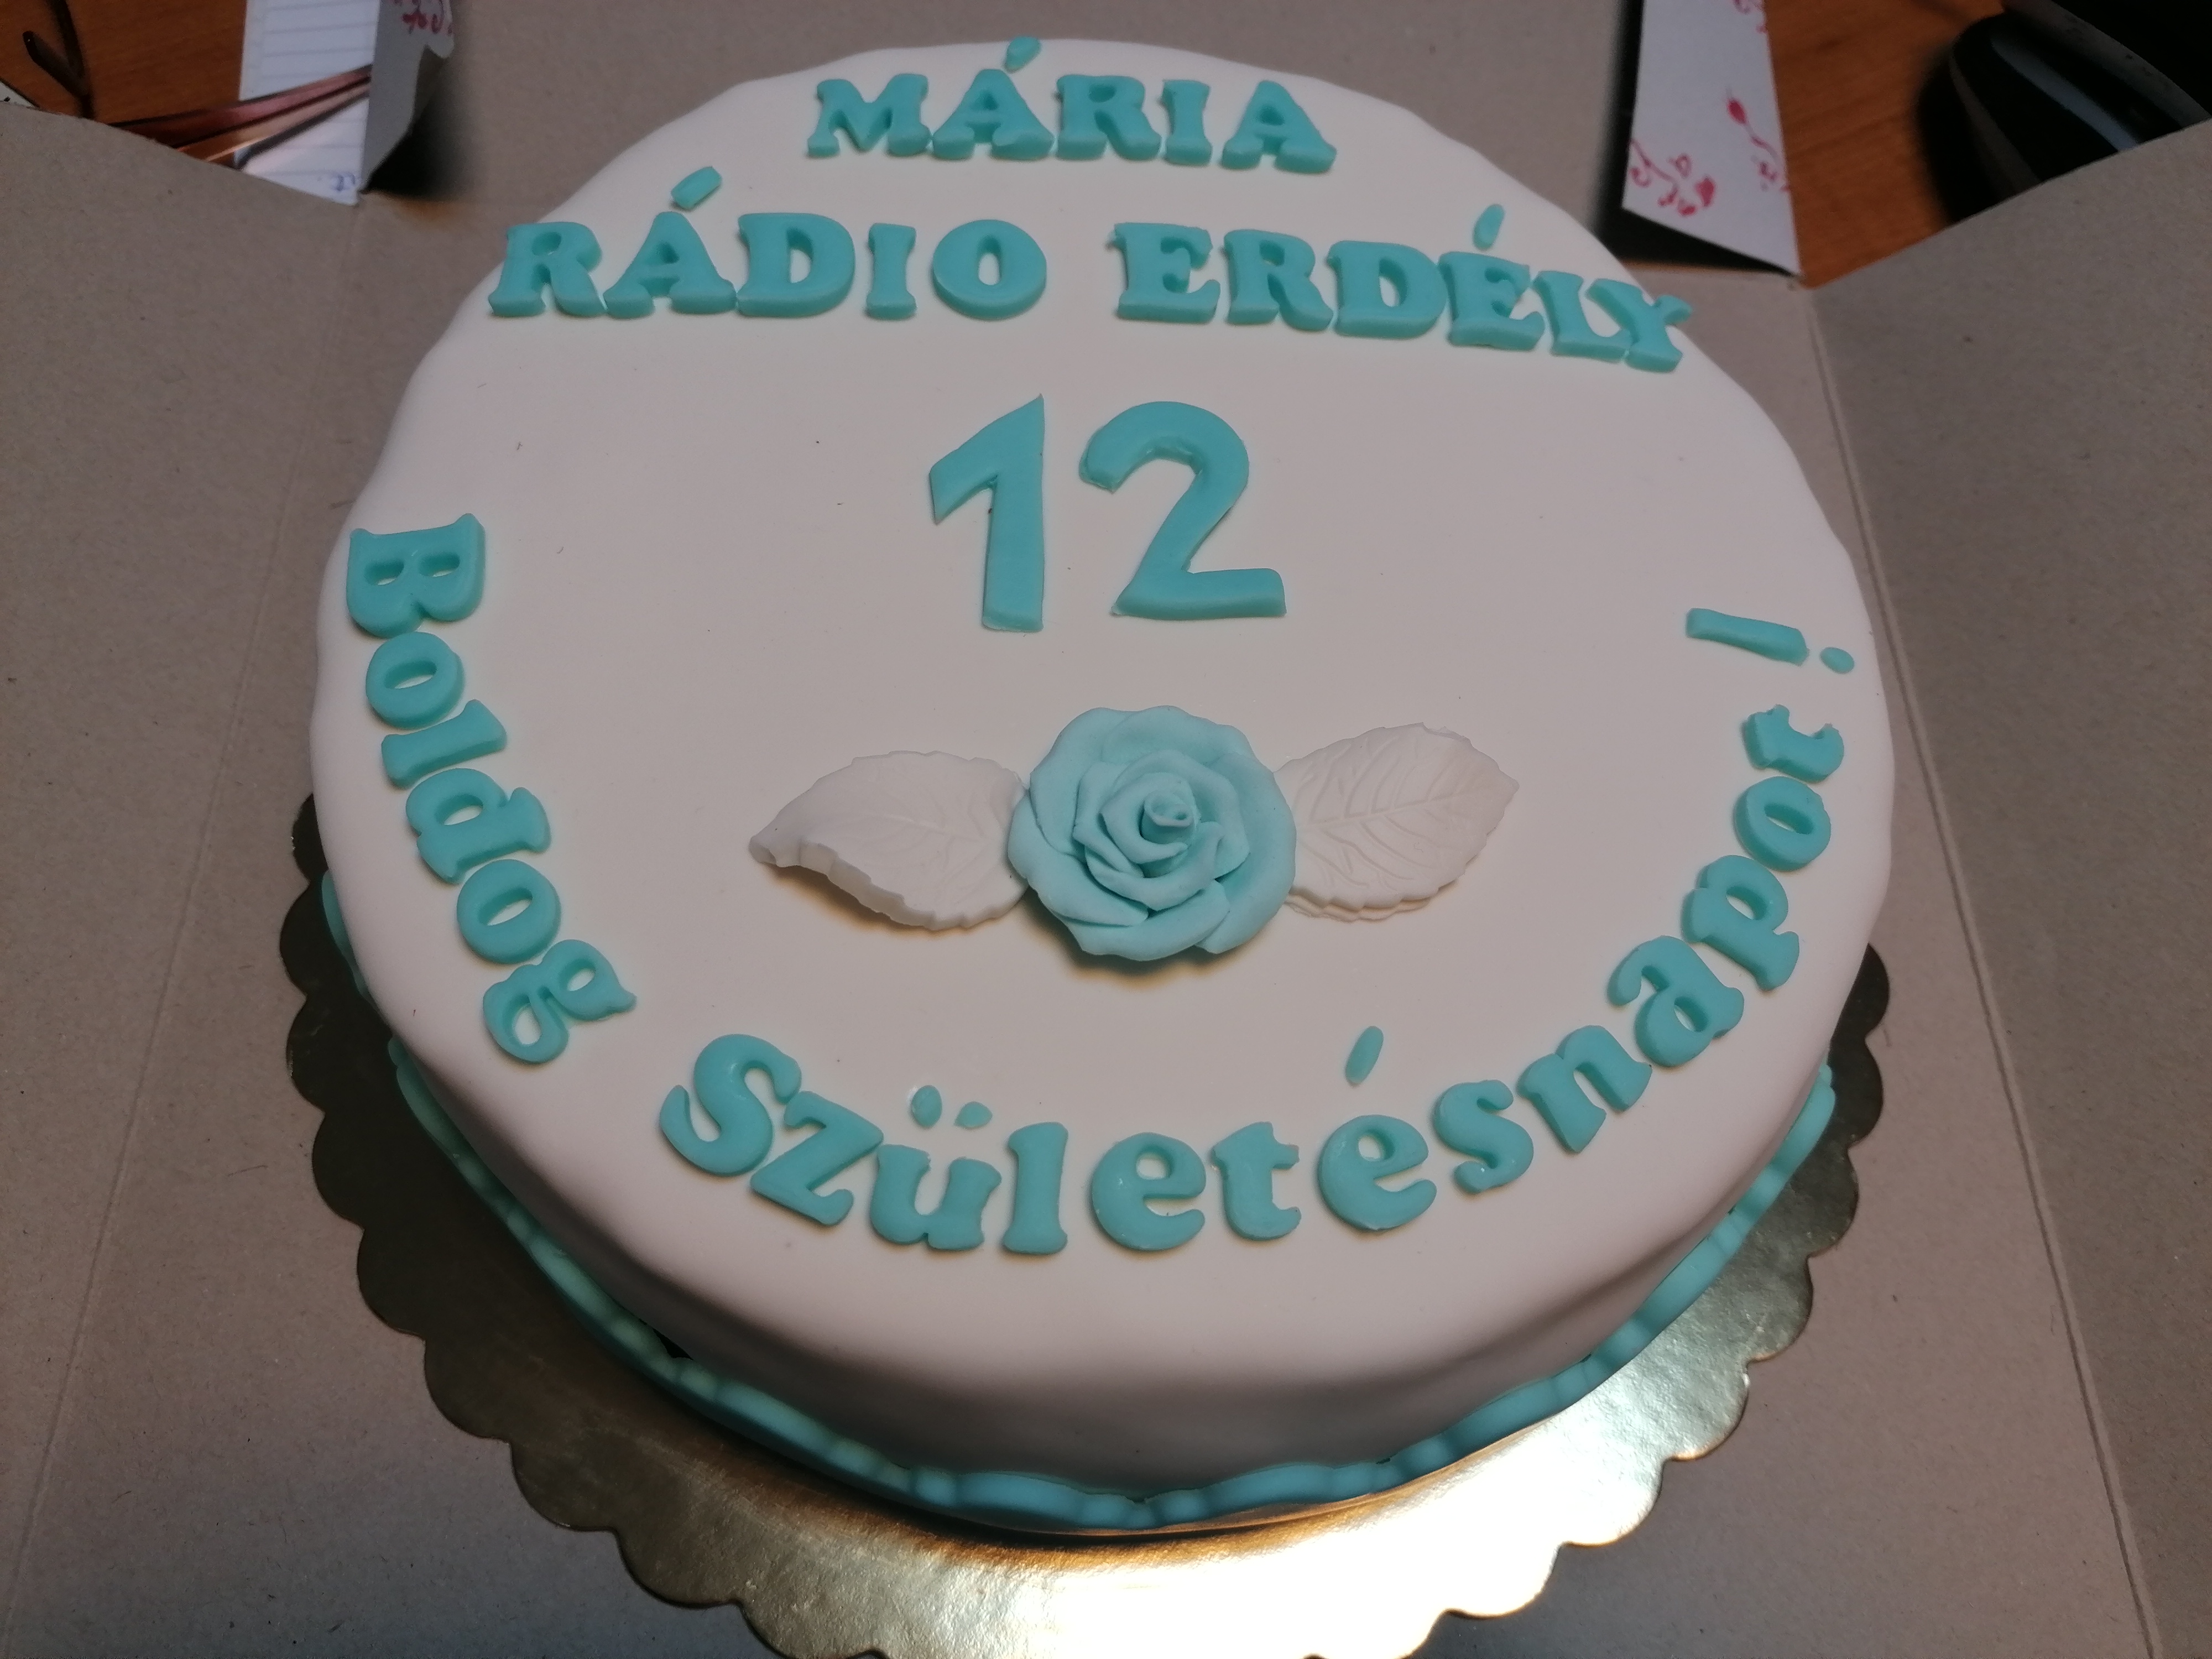 MÁRIA
RÁDIO ERDÉLY
12
Boldog Születésnapot!